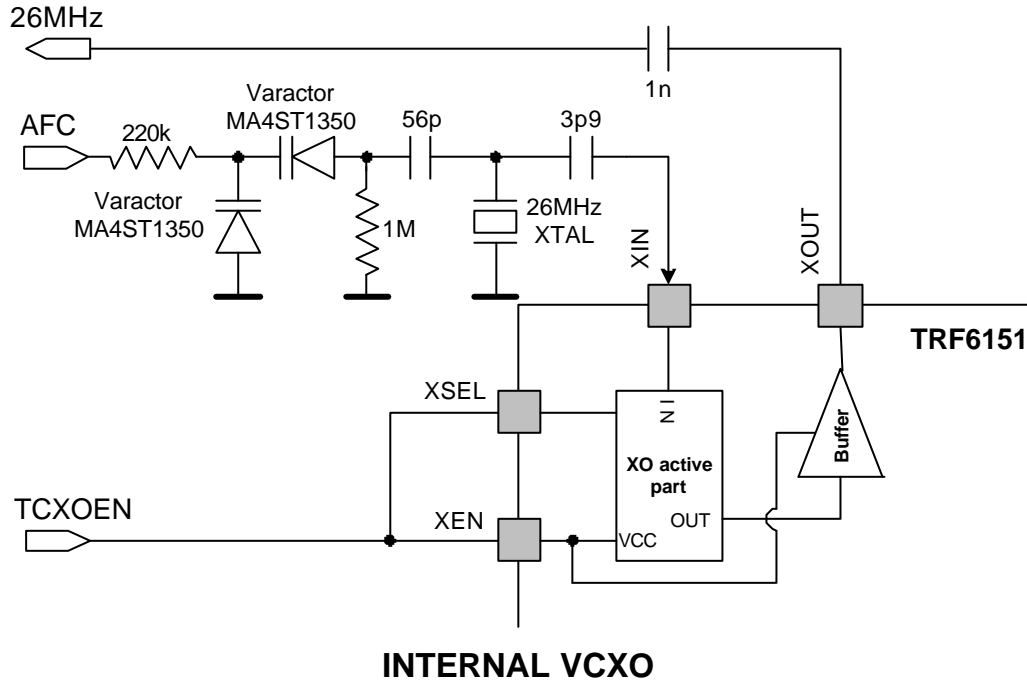 26MHz
1n
AFC
220k
Varactor
MA4ST1350
56p
3p9
Varactor
MA4ST1350
1M
26MHz
XTAL
XIN
XOUT
TRF6151
XSEL
IN
XO active
part
Buffer
TCXOEN
XEN
VCC
OUT
INTERNAL VCXO